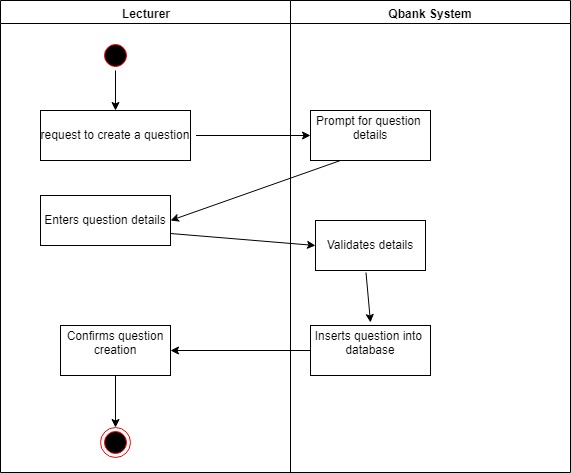 Lecturer
Qbank System
request to create a question
Prompt for question
details
Enters question details
Validates details
Inserts question into
database
Confirms question
creation